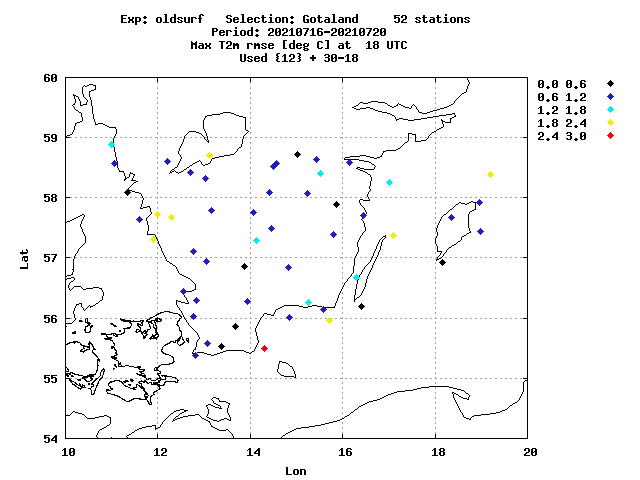 Exp: oldsurf   Selection: Gotaland     52 stations
Period: 20210716-20210720
Max T2m rmse [deg C] at  18 UTC
Used {12} + 30-18
0.0 0.6
0.6 1.2
1.2 1.8
1.8 2.4
2.4 3.0
60
59
58
57
56
55
54
Lat
10 12 14 16 18 20
Lon